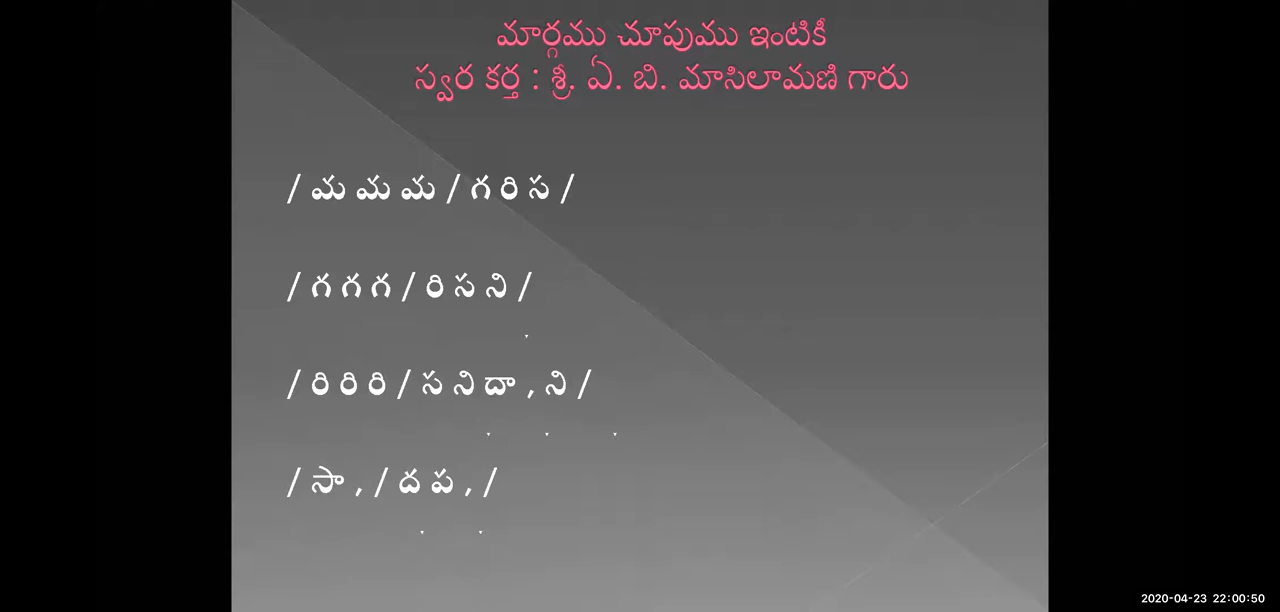 మార్గము చూపుము ఇంటికీ
స్వర కర్త : శ్రీ. ఏ. బి. మాసిలామణి గారు
/ మ మ మ / గ రి స /
/ గ గ గ / రి స ని /
.
/ రి రి రి / స ని దా , ని /
. . .
/ సా , / ద ప , /
. .
2020-04-23 22:00:50